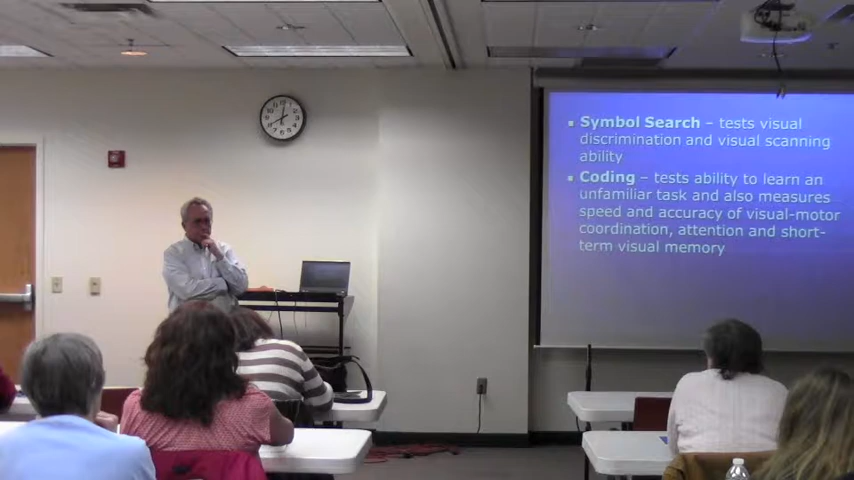 Symbol Search – tests visual
discrimination and visual scanning
ability
Coding – tests ability to learn an
unfamiliar task and also measures
speed and accuracy of visual-motor
coordination, attention and short-
term visual memory